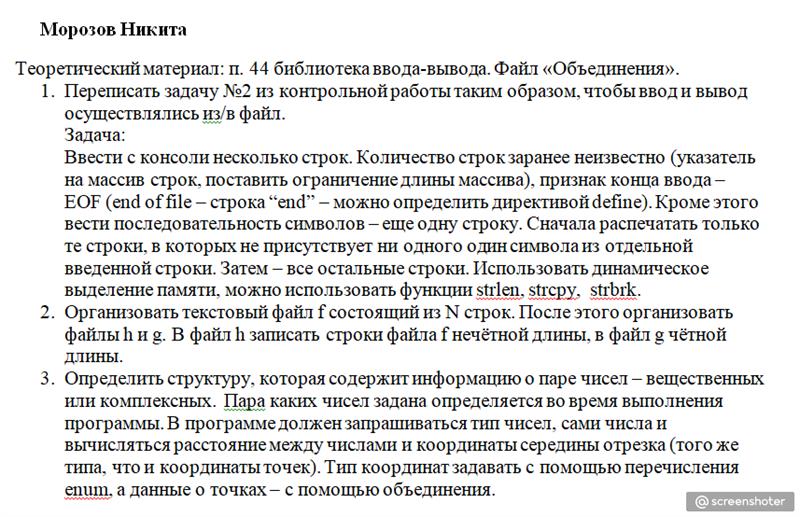 Морозов Никита
Теоретический материал: п. 44 библиотека ввода-вывода. Файл «Объединения».
1. Переписать задачу №2 из контрольной работы таким образом, чтобы ввод и вывод
осуществлялись из/в файл.
Задача:
Ввести с консоли несколько строк. Количество строк заранее неизвестно (указатель
на массив строк, поставить ограничение длины массива), признак конца ввода –
EOF (end of file – строка “end” – можно определить директивой define). Кроме этого
вести последовательность символов – еще одну строку. Сначала распечатать только
те строки, в которых не присутствует ни одного один символа из отдельной
введенной строки. Затем – все остальные строки. Использовать динамическое
выделение памяти, можно использовать функции strlen, strcpy, strbrk.
2. Организовать текстовый файл f состоящий из N строк. После этого организовать
файлы h и g. В файл h записать строки файла f нечётной длины, в файл g чётной
длины.
3. Определить структуру, которая содержит информацию о паре чисел – вещественных
или комплексных. Пара каких чисел задана определяется во время выполнения
программы. В программе должен запрашиваться тип чисел, сами числа и
вычисляться расстояние между числами и координаты середины отрезка (того же
типа, что и координаты точек). Тип координат задавать с помощью перечисления
enum, а данные о точках – с помощью объединения.
@screenshoter